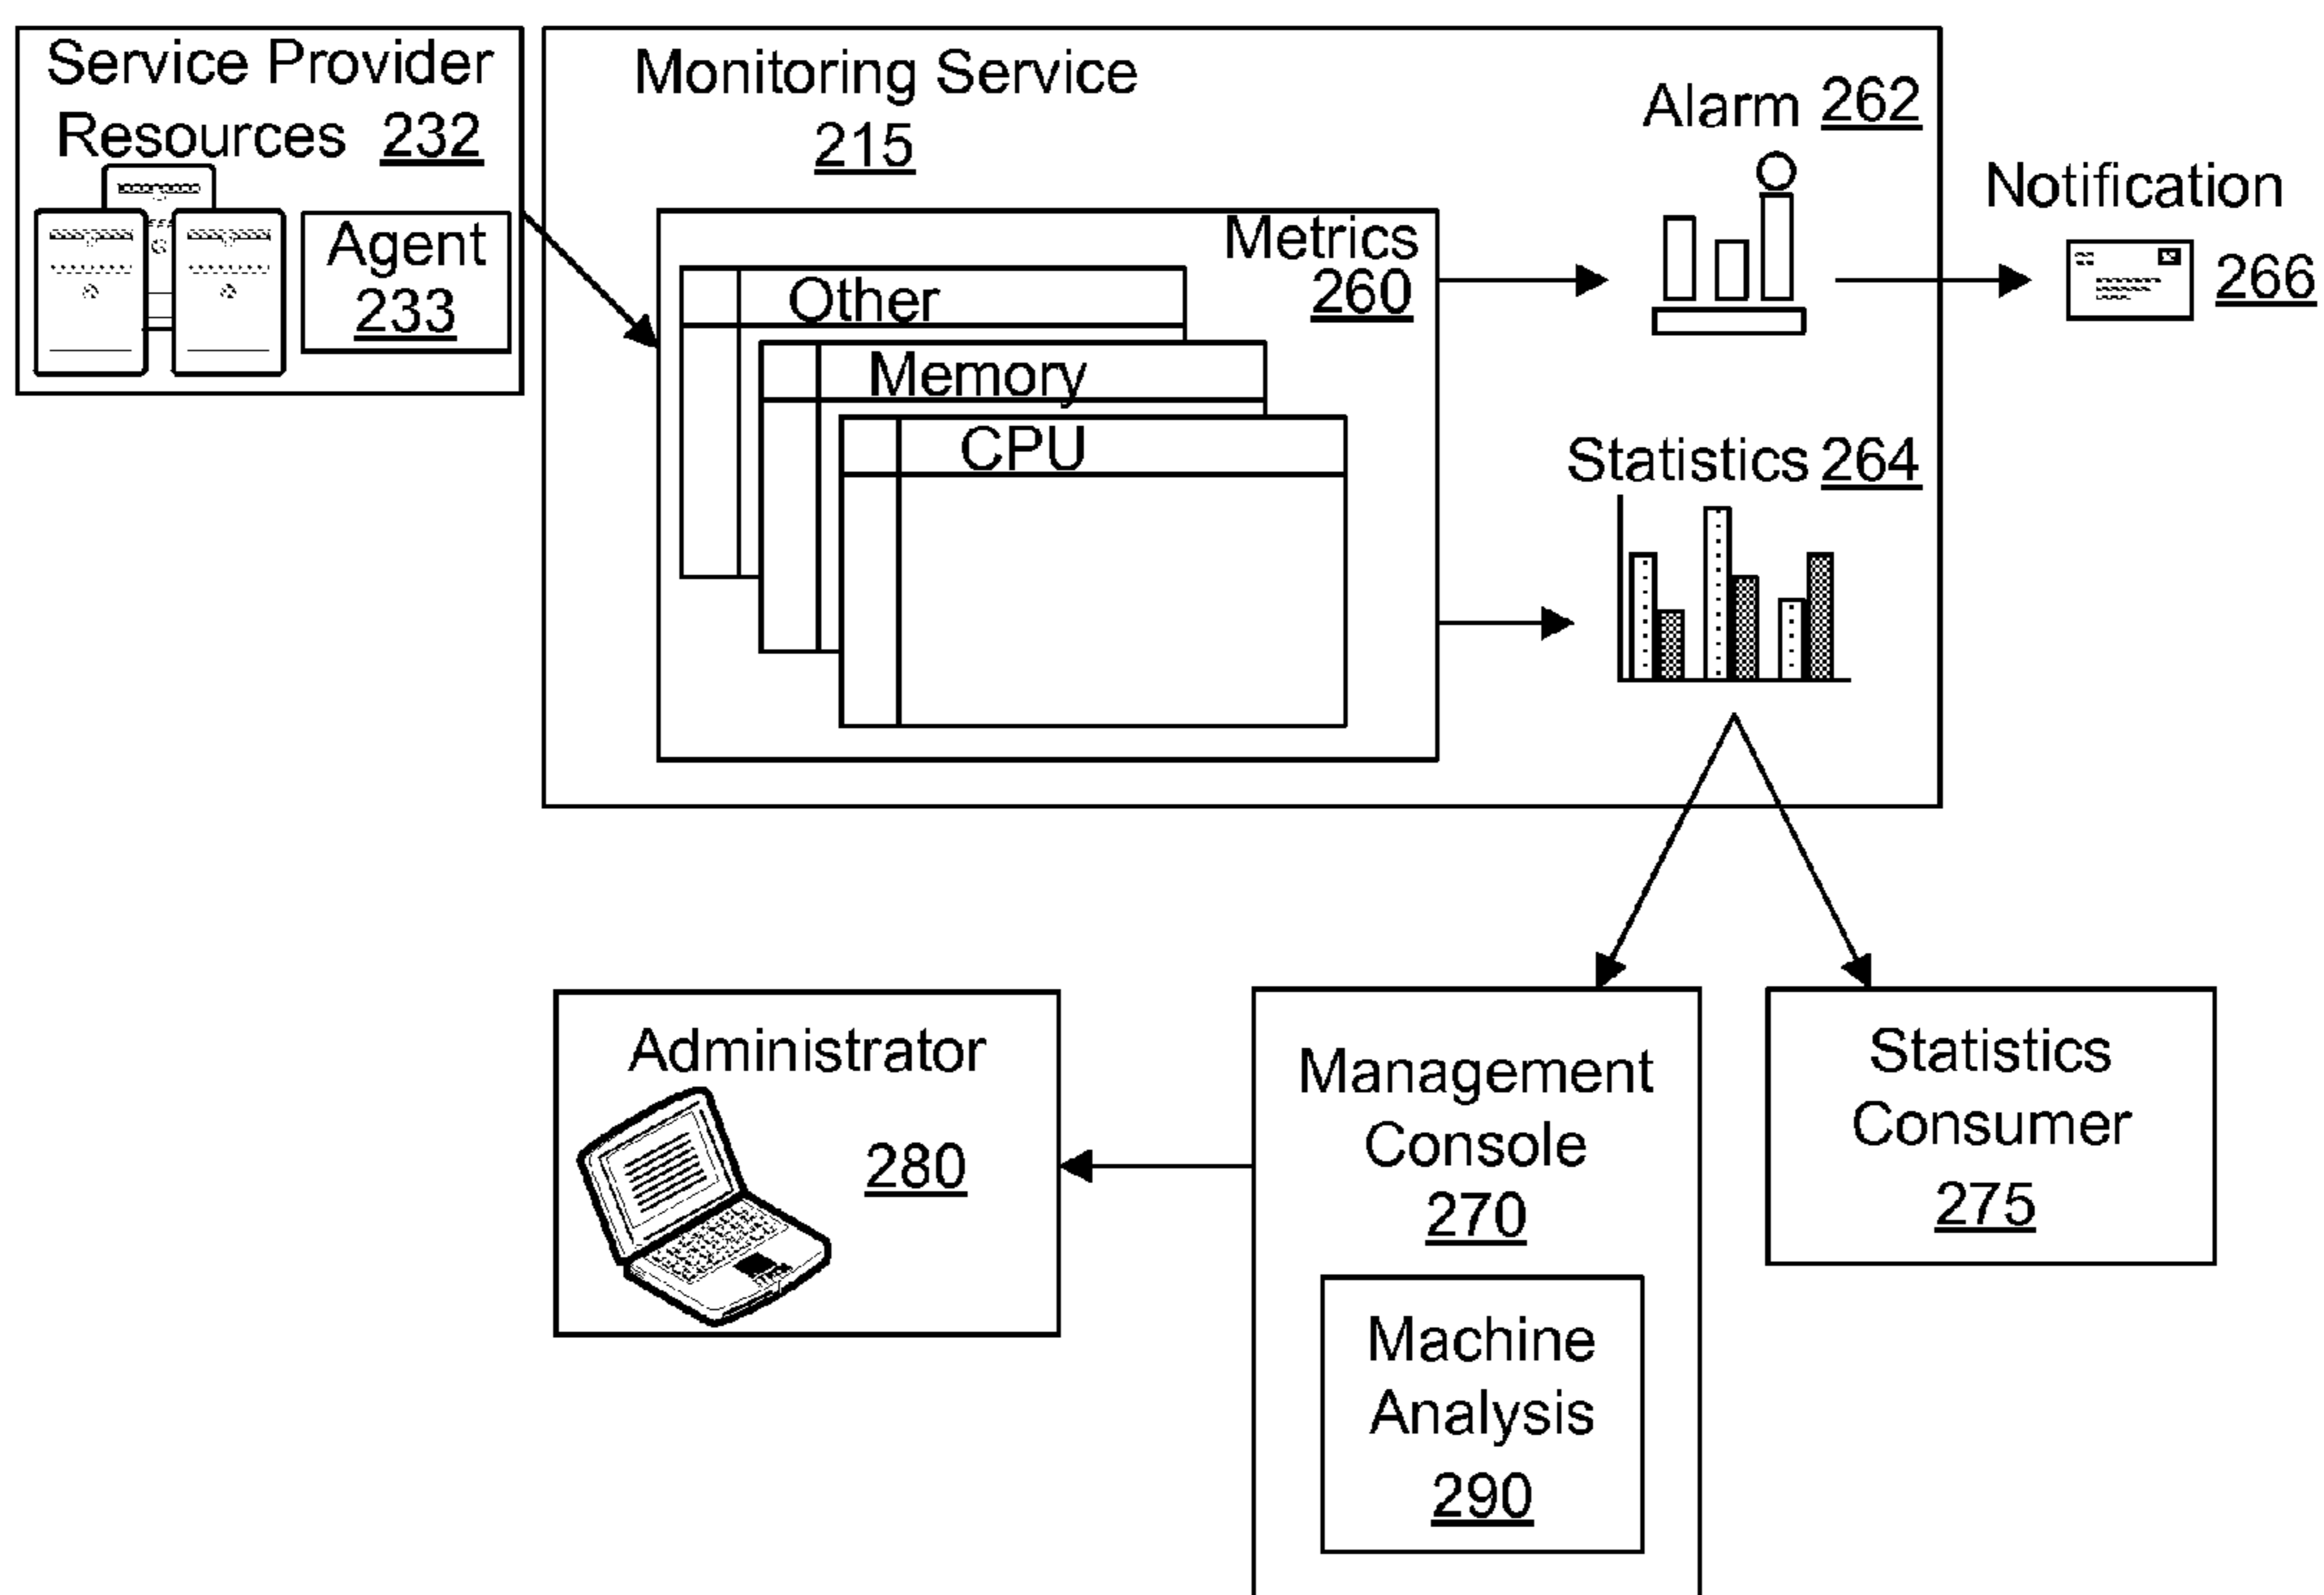 Service Provider
Resources 232
Agent
233
Monitoring Service
215
Metrics
260
Other
Memory
CPU
Alarm 262
Notification
266
Statistics 264
Administrator
280
Management
Console
270
Machine
Analysis
290
Statistics
Consumer
275